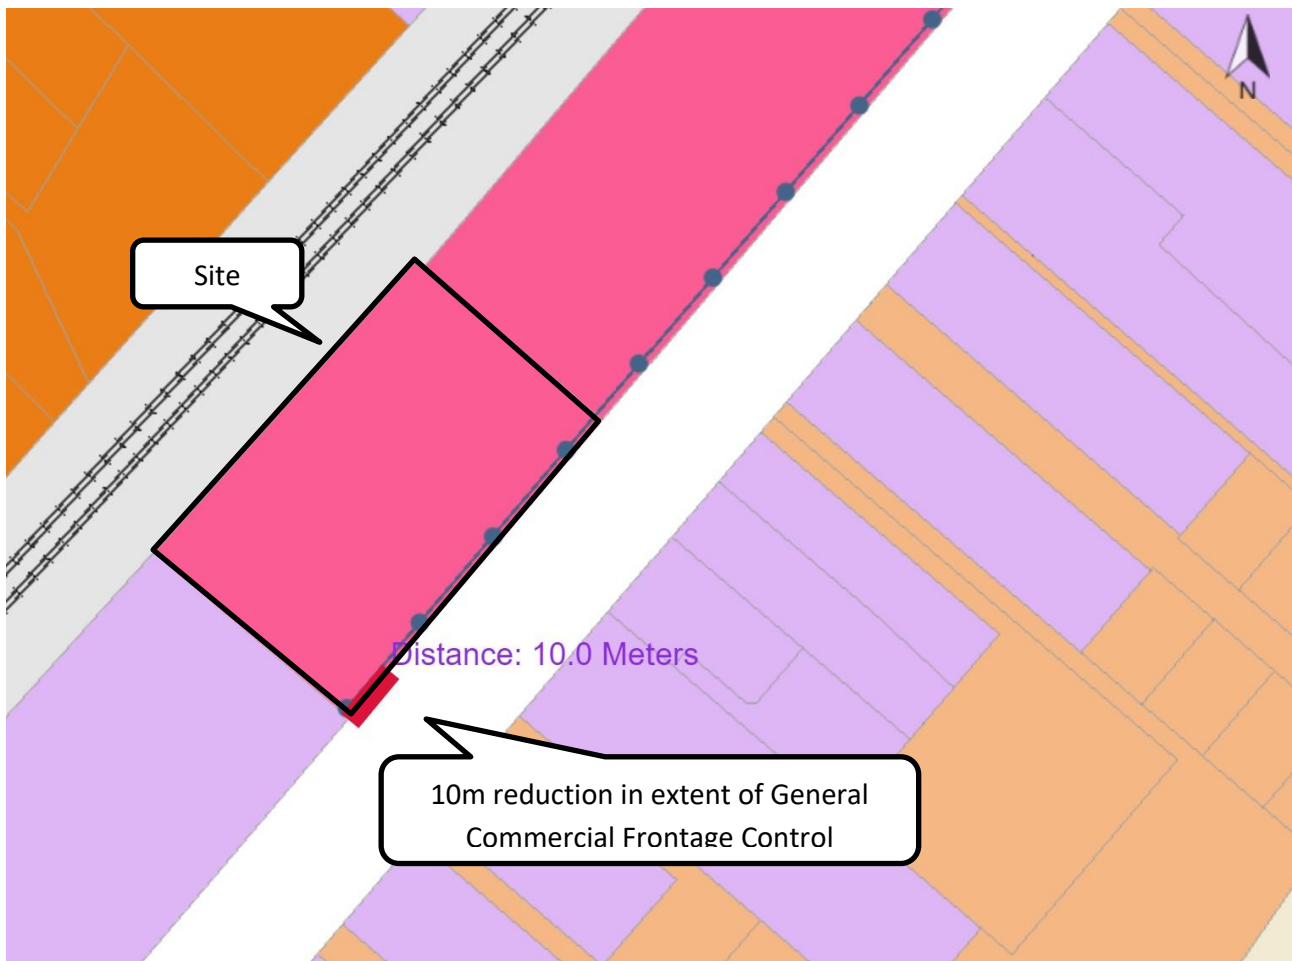 N
Site
Distance: 10.0 Meters
10m reduction in extent of General
Commercial Frontage Control